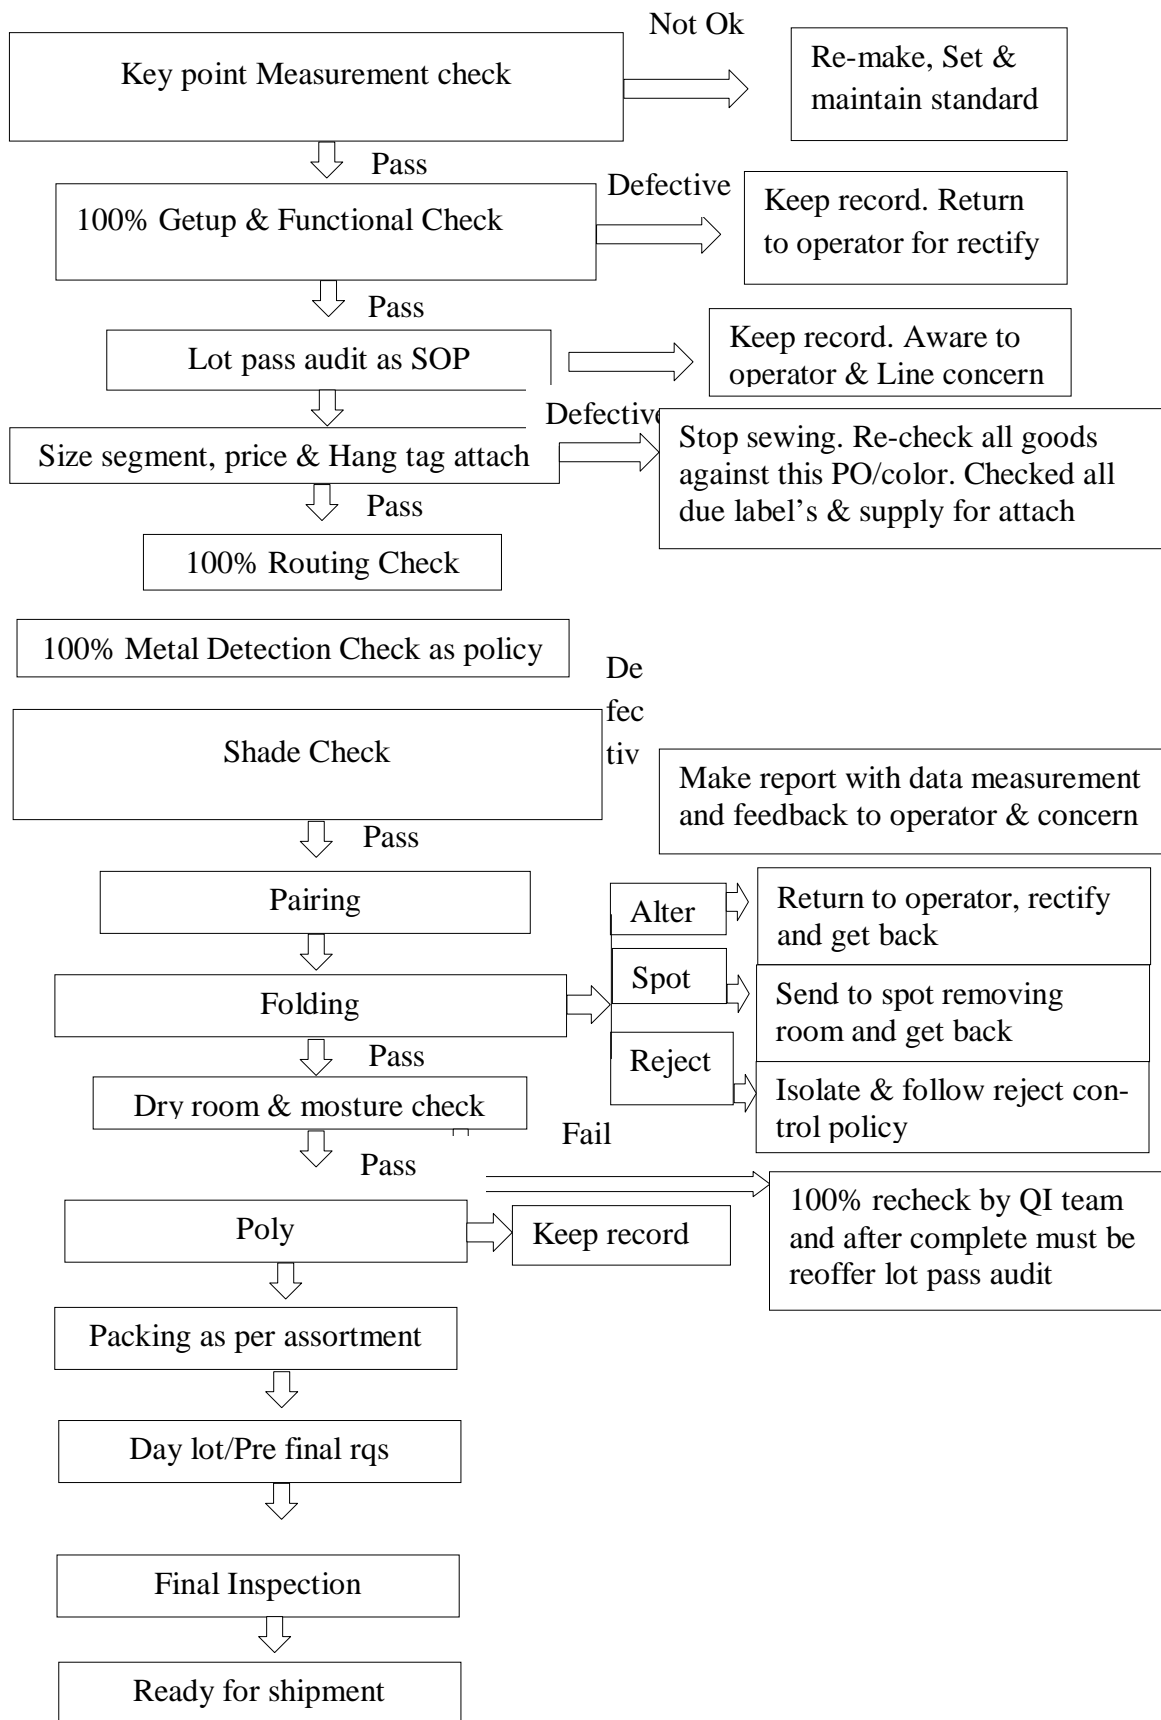 Not Ok
Key point Measurement check
Re-make, Set &
maintain standard
Pass
Defective
100% Getup & Functional Check
Keep record. Return
to operator for rectify
Pass
Lot pass audit as SOP
Keep record. Aware to
operator & Line concern
Defective
Size segment, price & Hang tag attach
Stop sewing. Re-check all goods
against this PO/color. Checked all
due label’s & supply for attach
Pass
100% Routing Check
100% Metal Detection Check as policy
De
fec
tiv
Shade Check
Make report with data measurement
and feedback to operator & concern
Pass
Pairing
Alter
Return to operator, rectify
and get back
Folding
Spot
Send to spot removing
room and get back
Pass
Reject
Isolate & follow reject con-
trol policy
Dry room & mosture check
Fail
Pass
Poly
Keep record
100% recheck by QI team
and after complete must be
reoffer lot pass audit
Packing as per assortment
Day lot/Pre final rqs
Final Inspection
Ready for shipment